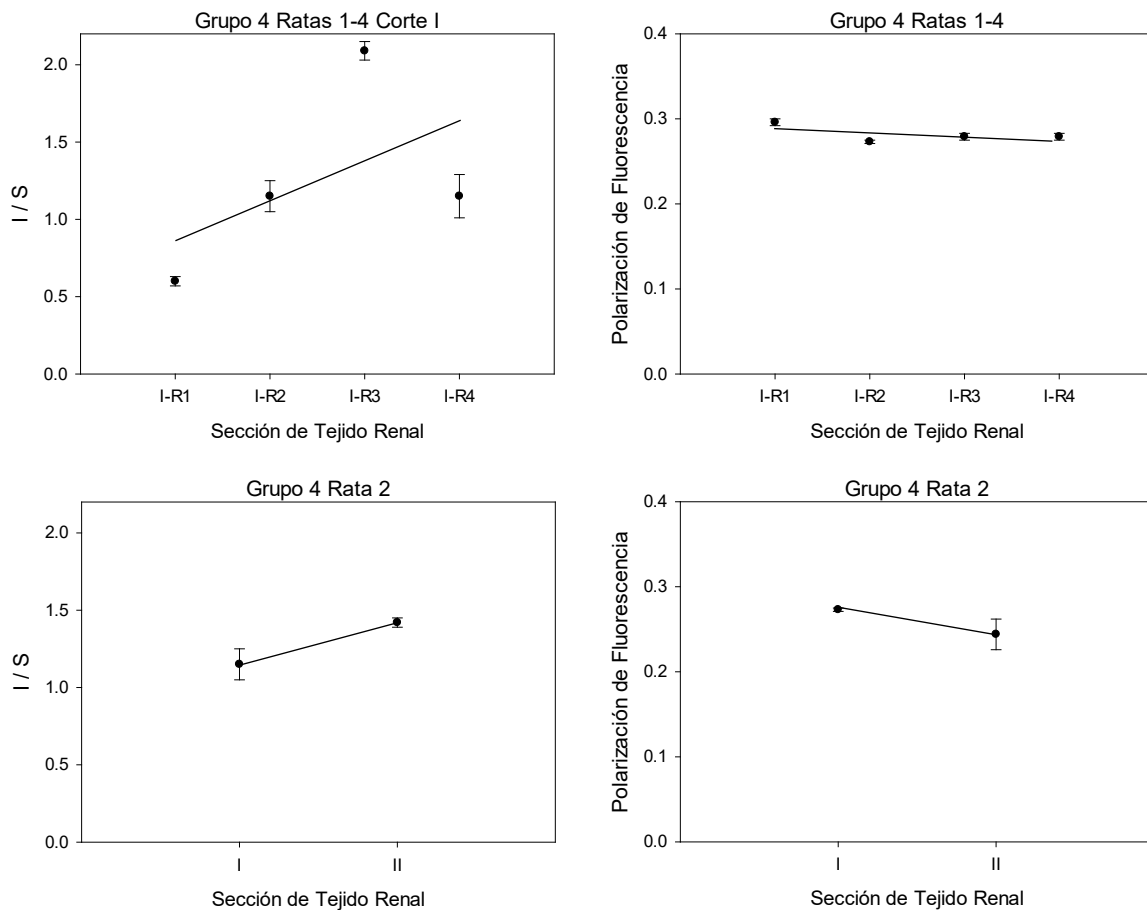 Grupo 4 Ratas 1-4 Corte I
I / S
2.0
1.5
1.0
0.5
0.0
I-R1 I-R2 I-R3 I-R4
Sección de Tejido Renal
Grupo 4 Ratas 1-4
Polarización de Fluorescencia
0.4
0.3
0.2
0.1
0.0
I-R1 I-R2 I-R3 I-R4
Sección de Tejido Renal
Grupo 4 Rata 2
I / S
2.0
1.5
1.0
0.5
0.0
I II
Sección de Tejido Renal
Grupo 4 Rata 2
Polarización de Fluorescencia
0.4
0.3
0.2
0.1
0.0
I II
Sección de Tejido Renal